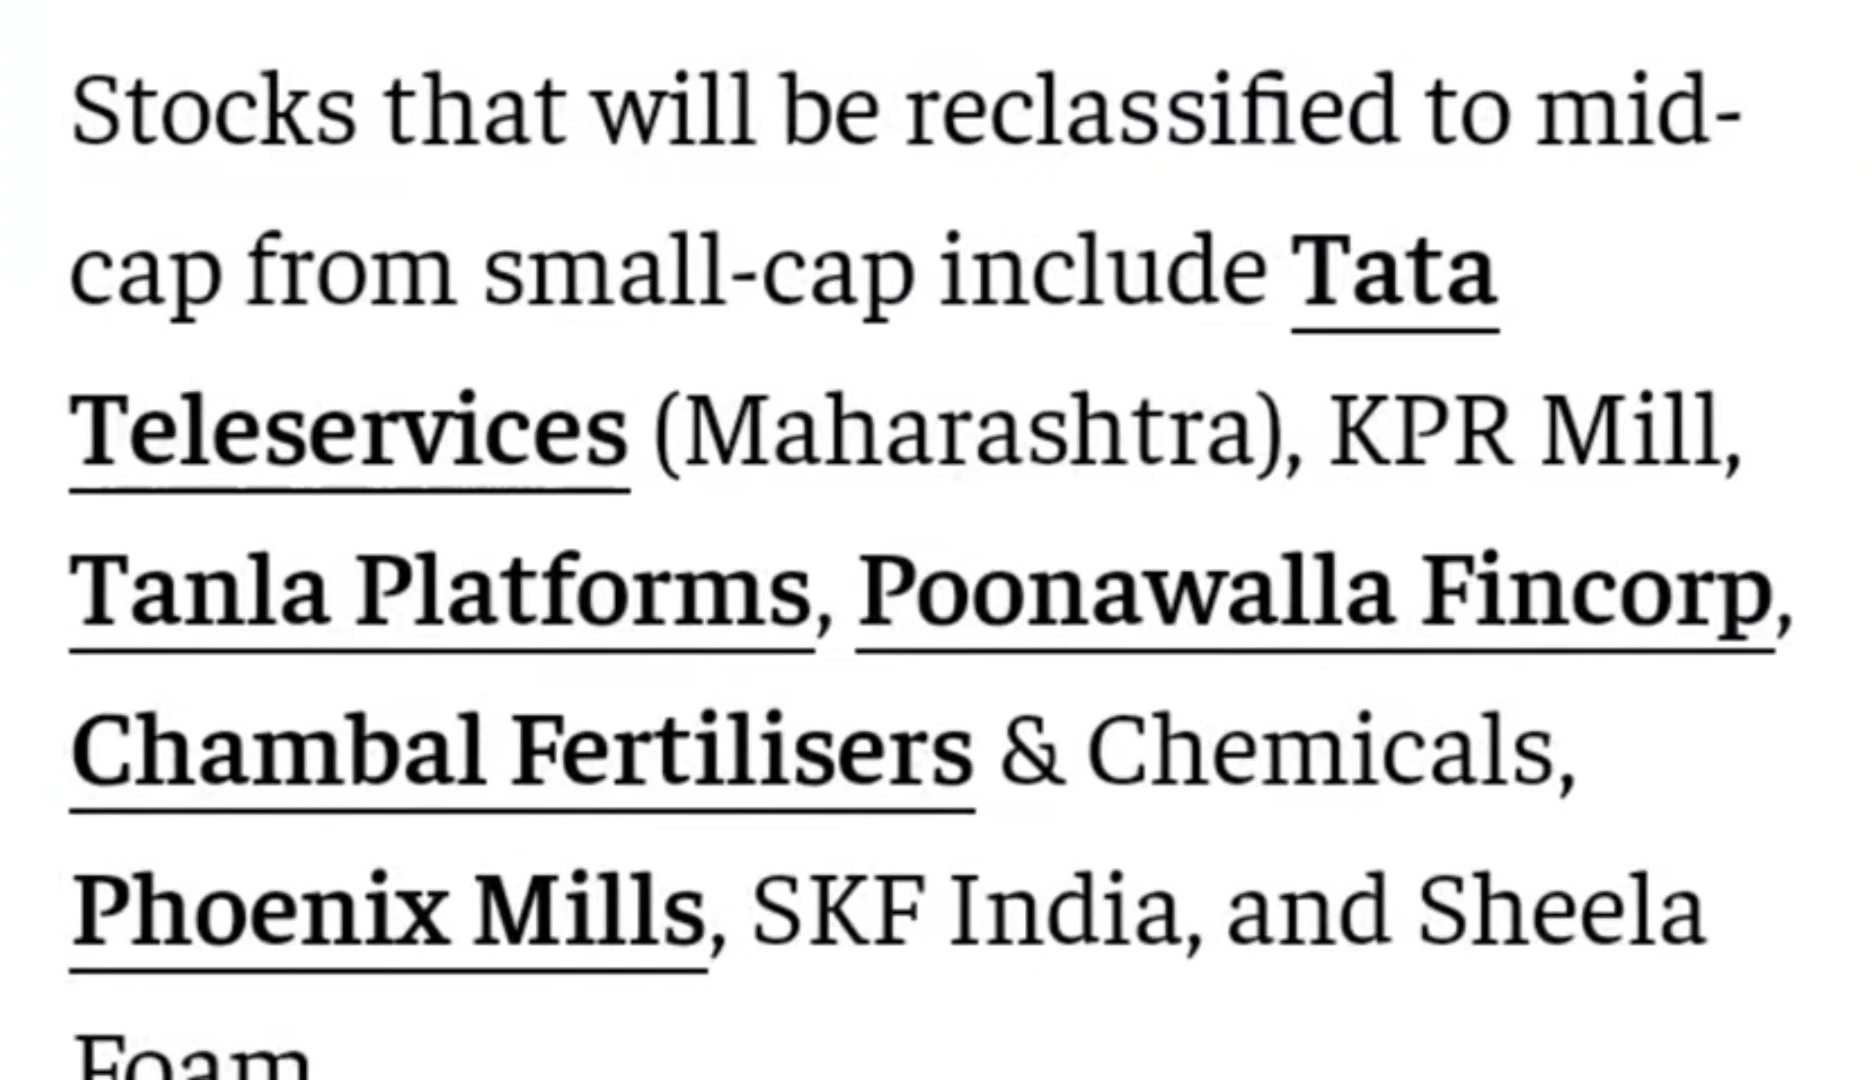 Stocks that will be reclassified to mid-
cap from small-cap include Tata
Teleservices (Maharashtra), KPR Mill,
Tanla Platforms, Poonawalla Fincorp,
Chambal Fertilisers & Chemicals,
Phoenix Mills, SKF India, and Sheela
Foam